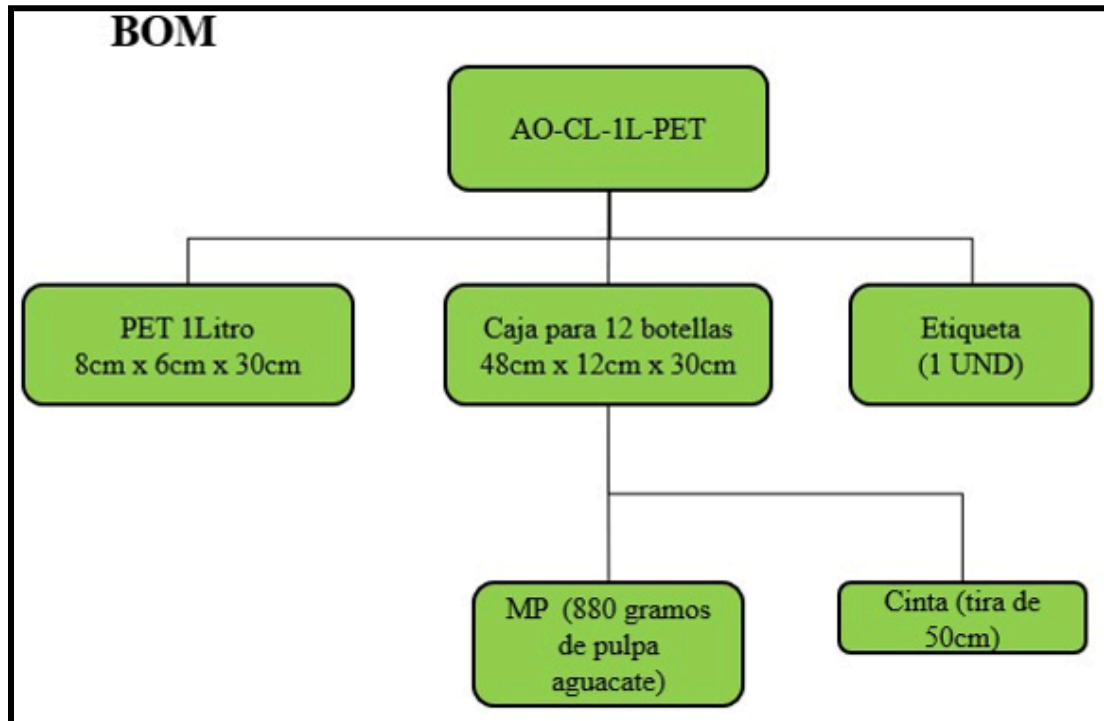 BOM
AO-CL-1L-PET
PET 1Litro
8cm x 6cm x 30cm
Caja para 12 botellas
48cm x 12cm x 30cm
Etiqueta
(1 UND)
MP (880 gramos
de pulpa
aguacate)
Cinta (tira de
50cm)